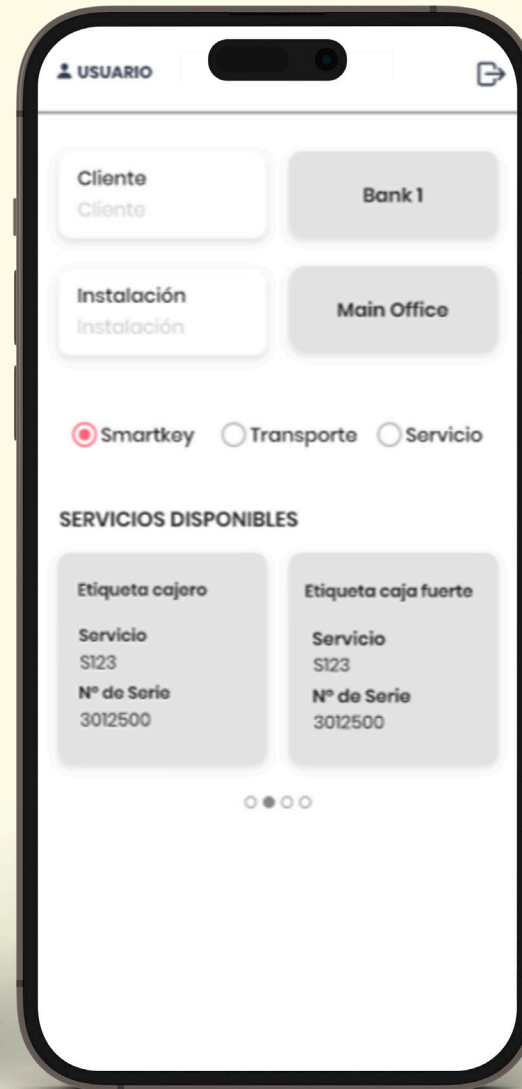 USUARIO
Cliente
Cliente
Bank 1
Instalación
Instalación
Main Office
Smartkey Transporte Servicio
SERVICIOS DISPONIBLES
Etiqueta cajero
Servicio
S123
Nº de Serie
3012500
Etiqueta caja fuerte
Servicio
S123
Nº de Serie
3012500